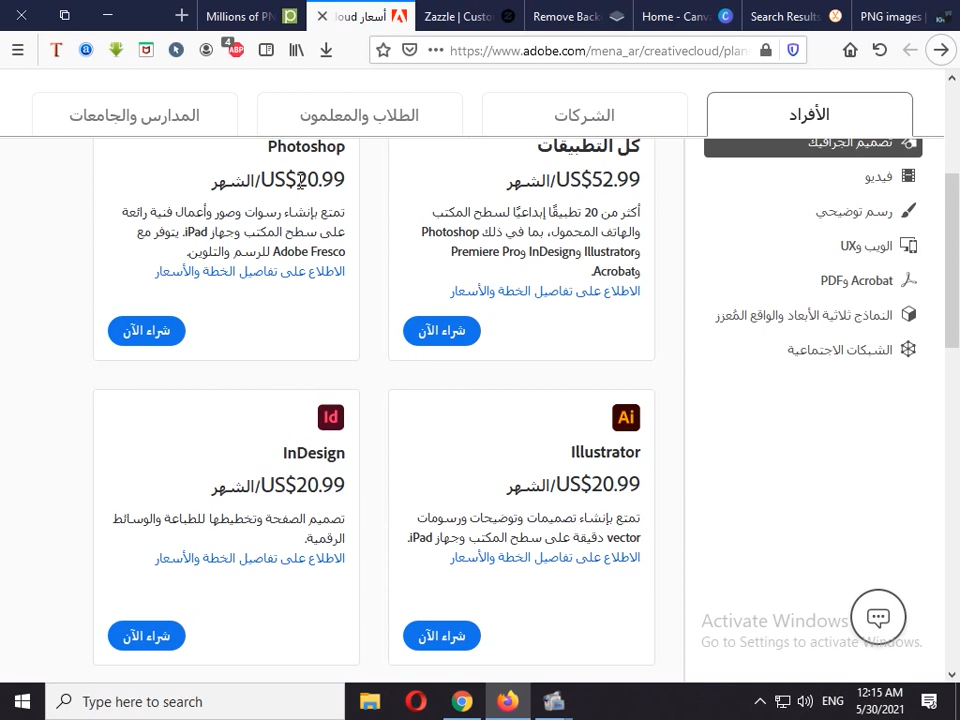 Millions of PN
أسعار Cloud
Zazzle | Custo
Remove Back
Home - Canv
Search Results
PNG images
https://www.adobe.com/mena_ar/creativecloud/plan
4
ABP
الأفراد
الشركات
الطلاب والمعلمون
المدارس والجامعات
تصميم الجرافيك
فيديو
رسم توضيحي
الويب وUX
Acrobat وPDF
النماذج ثلاثية الأبعاد والواقع المُعزز
الشبكات الاجتماعية
كل التطبيقات
US$52.99/الشهر
أكثر من 20 تطبيقًا إبداعيًا لسطح المكتب
والهاتف المحمول، بما في ذلك Photoshop
وIllustrator وInDesign وPremiere Pro
وAcrobat.
الاطلاع على تفاصيل الخطة والأسعار
شراء الآن
Photoshop
US$20.99/الشهر
تمتع بإنشاء رسوات وصور وأعمال فنية رائعة
على سطح المكتب وجهاز iPad. يتوفر مع
Adobe Fresco للرسم والتلوين.
الاطلاع على تفاصيل الخطة والأسعار
شراء الآن
Ai
Illustrator
US$20.99/الشهر
تمتع بإنشاء تصميمات وتوضيحات ورسومات
vector دقيقة على سطح المكتب وجهاز iPad.
الاطلاع على تفاصيل الخطة والأسعار
شراء الآن
Id
InDesign
US$20.99/الشهر
تصميم الصفحة وتخطيطها للطباعة والوسائط
الرقمية.
الاطلاع على تفاصيل الخطة والأسعار
شراء الآن
Activate Windows
Go to Settings to activate Windows.
Type here to search
ENG
12:15 AM
5/30/2021